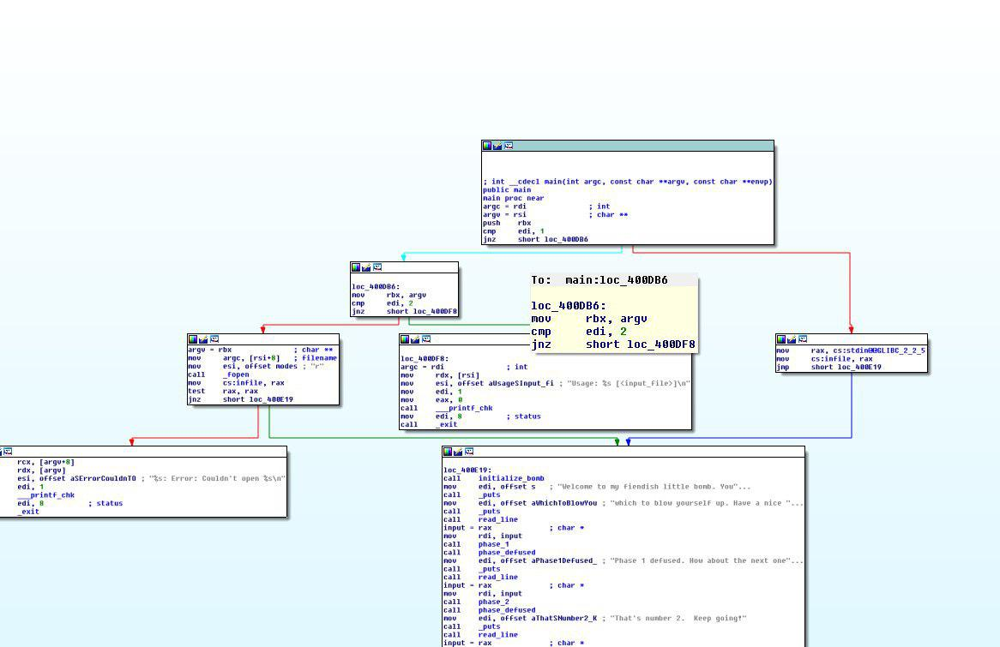 ; int __cdecl main(int argc, const char **argv, const char **envp)
public main
main proc near
argc = rdi ; int
argv = rsi ; char **
push rbx
cmp edi, 1
jnz short loc_400DB6
loc_400DB6:
mov rbx, argv
cmp edi, 2
jnz short loc_400DF8
To: main:loc_400DB6
loc_400DB6:
mov rbx, argv
cmp edi, 2
jnz short loc_400DF8
argv = rbx ; char **
mov argc, [rsi+8] ; filename
mov esi, offset modes ; "r"
call _fopen
mov cs:infile, rax
test rax, rax
jnz short loc_400E19
loc_400DF8:
argc = rdi ; int
mov rdx, [rsi]
mov esi, offset aUsageSInput_fi ; "Usage: %s [<input_file>]\n"
mov edi, 1
mov eax, 0
call ___printf_chk
mov edi, 8 ; status
call _exit
mov rax, cs:stdin@@GLIBC_2_2_5
mov cs:infile, rax
jmp short loc_400E19
rcx, [argv+8]
rdx, [argv]
esi, offset aSErrorCouldnTO ; "%s: Error: Couldn't open %s\n"
edi, 1
___printf_chk
edi, 8 ; status
_exit
loc_400E19:
call initialize_bomb
mov edi, offset s ; "Welcome to my fiendish little bomb. You"...
call _puts
mov edi, offset aWhichToBlowYou ; "which to blow yourself up. Have a nice "...
call _puts
call read_line
input = rax ; char *
mov rdi, input
call phase_1
call phase_defused
mov edi, offset aPhase1Defused_ ; "Phase 1 defused. How about the next one"...
call _puts
call read_line
input = rax ; char *
mov rdi, input
call phase_2
call phase_defused
mov edi, offset aThatSNumber2_K ; "That's number 2.  Keep going!"
call _puts
call read_line
input = rax ; char *